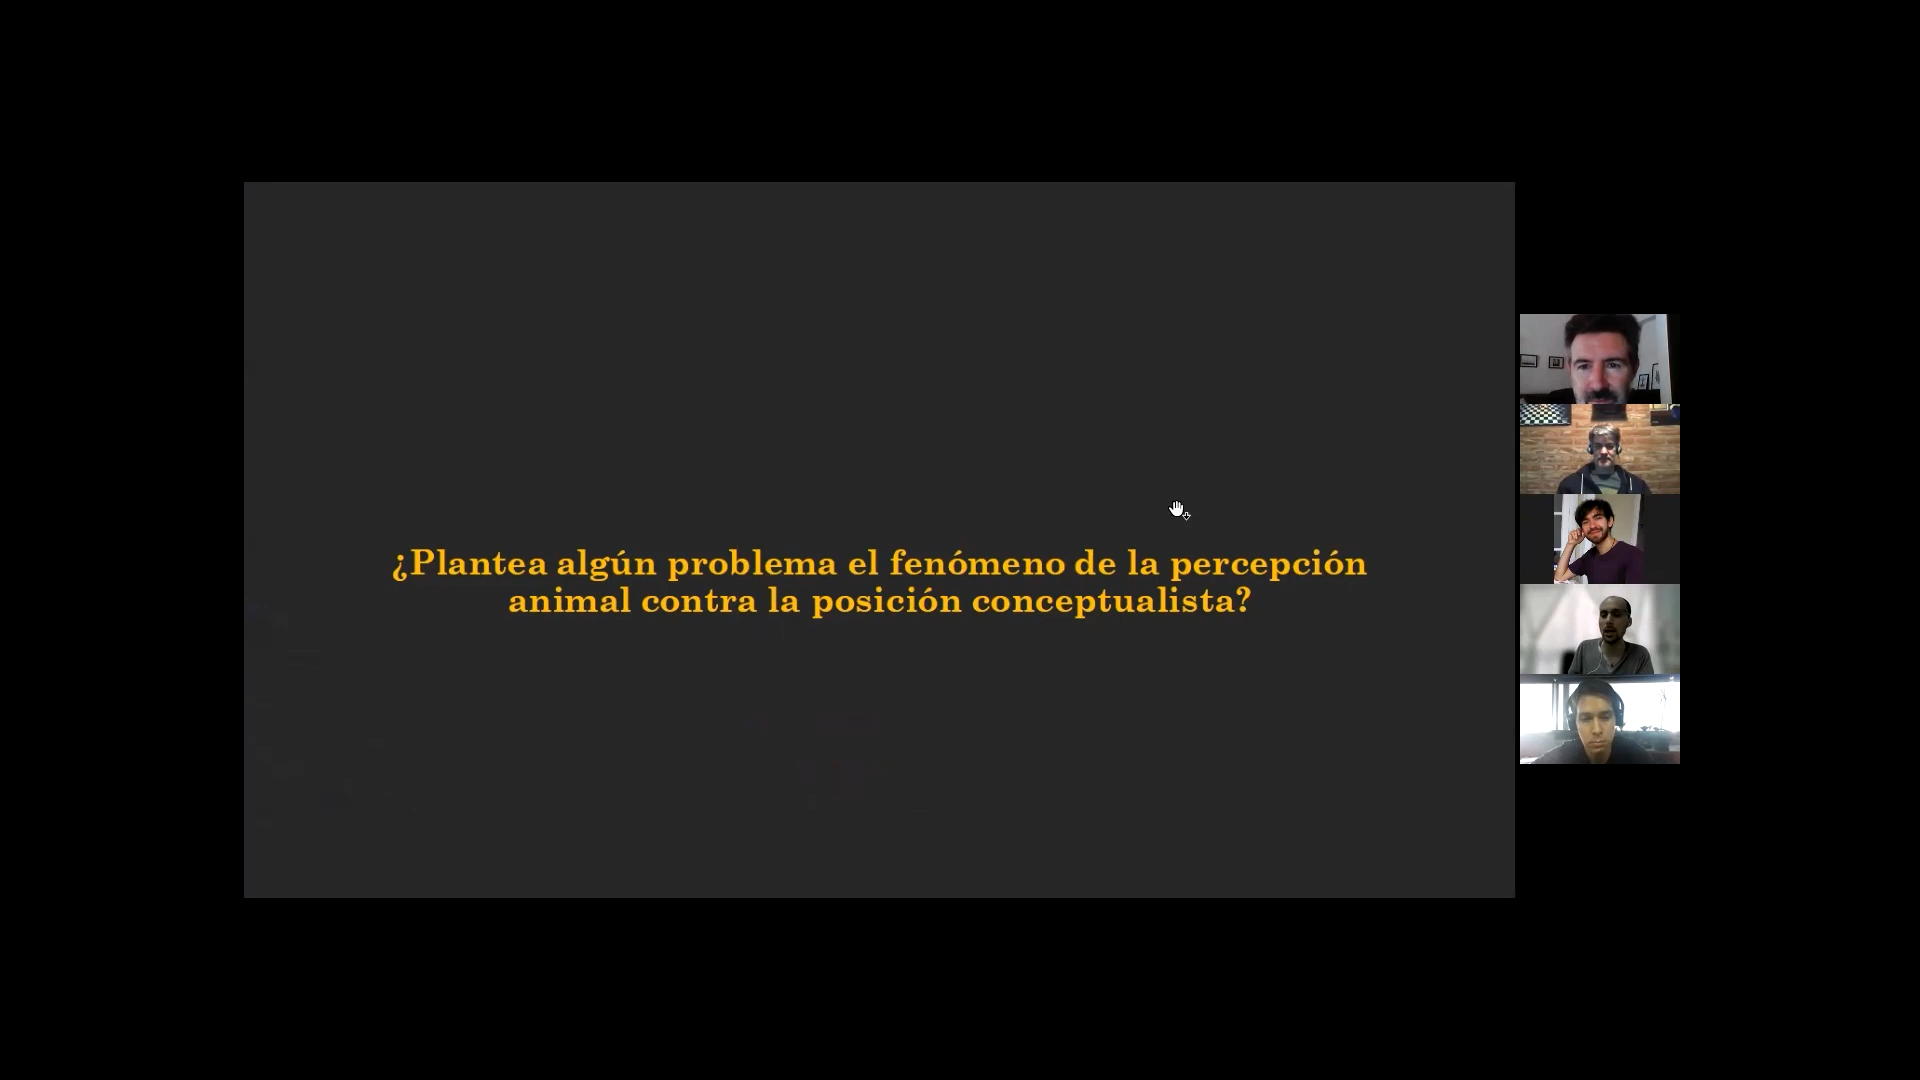 ¿Plantea algún problema el fenómeno de la percepción
animal contra la posición conceptualista?